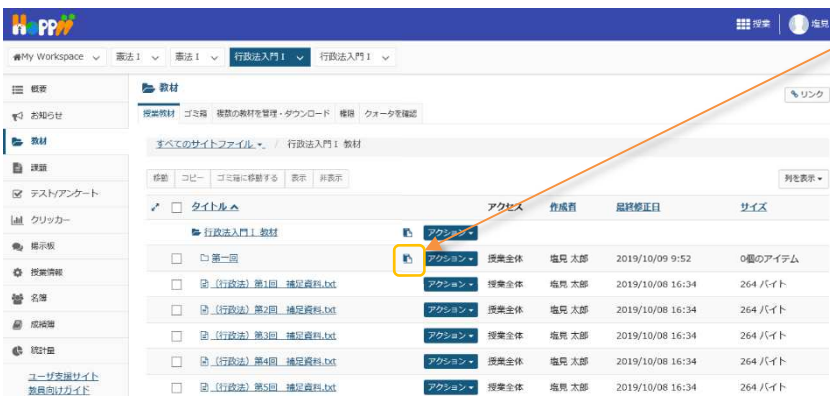 Hoppii
授業 塩見
My Workspace 憲法 I 憲法 I 行政法入門 I 行政法入門 I
概要
お知らせ
教材
課題
テスト/アンケート
クリッカー
掲示板
授業情報
名簿
成績簿
統計量
ユーザ支援サイト
教員向けガイド
教材
リンク
授業教材 ゴミ箱 複数の教材を管理・ダウンロード 権限 クォータを確認
すべてのサイトファイル / 行政法入門 I 教材
移動 コピー ゴミ箱に移動する 表示 非表示 列を表示
タイトル アクセス 作成者 最終修正日 サイズ
行政法入門 I 教材 アクション
第一回 アクション 授業全体 塩見 太郎 2019/10/09 9:52 0個のアイテム
(行政法) 第1回 補足資料.txt アクション 授業全体 塩見 太郎 2019/10/08 16:34 264 バイト
(行政法) 第2回 補足資料.txt アクション 授業全体 塩見 太郎 2019/10/08 16:34 264 バイト
(行政法) 第3回 補足資料.txt アクション 授業全体 塩見 太郎 2019/10/08 16:34 264 バイト
(行政法) 第4回 補足資料.txt アクション 授業全体 塩見 太郎 2019/10/08 16:34 264 バイト
(行政法) 第5回 補足資料.txt アクション 授業全体 塩見 太郎 2019/10/08 16:34 264 バイト